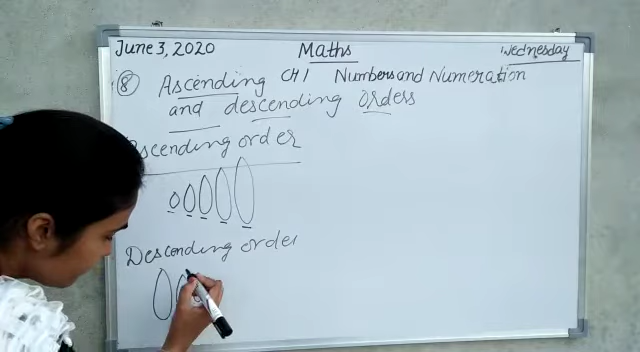 June 3, 2020 Maths Wednesday
⑧ Ascending CH 1 Numbers and Numeration
and descending orders
Ascending order
Descending order